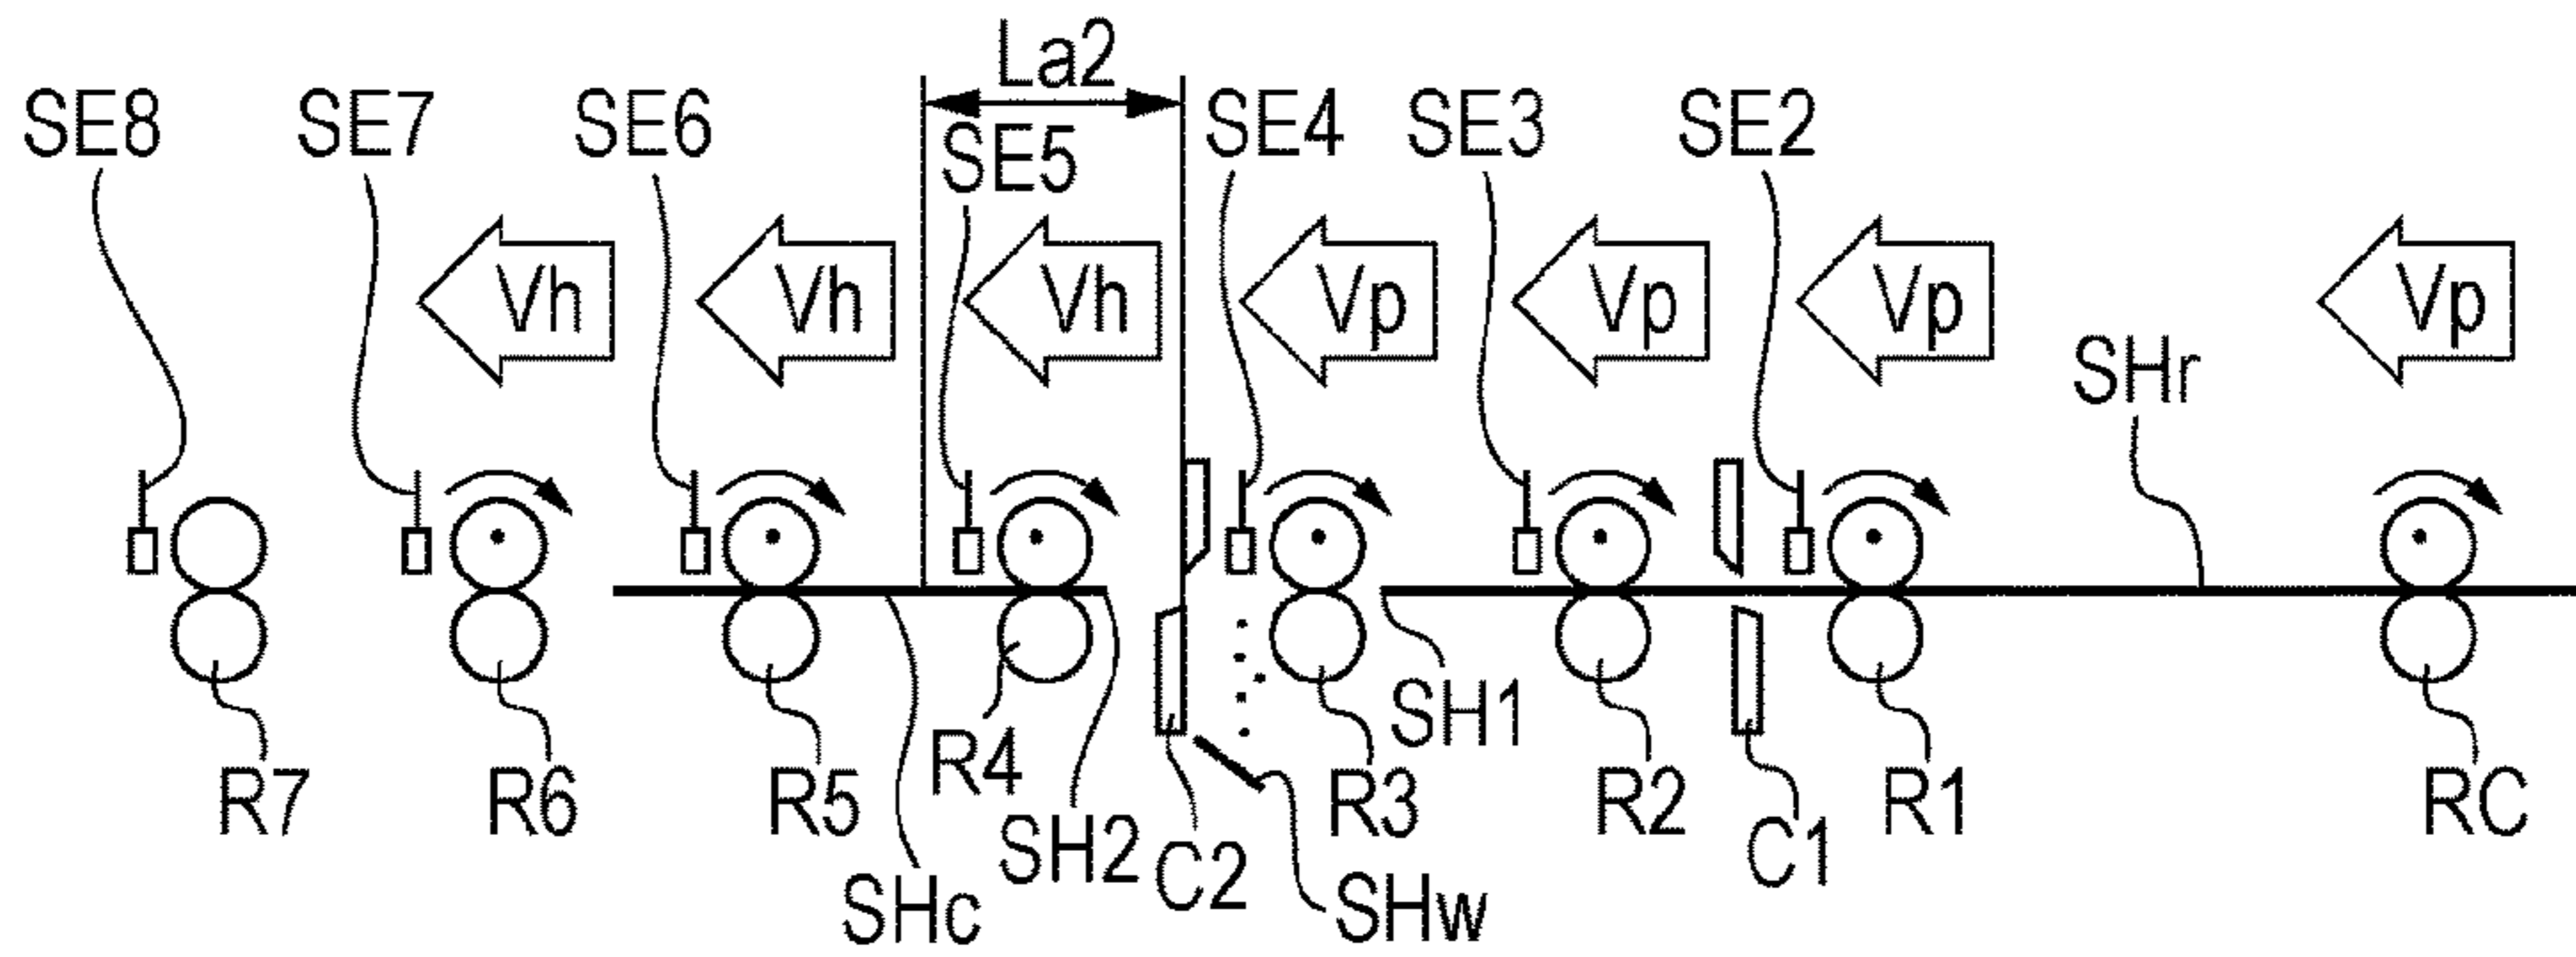 La2
SE8 SE7 SE6 SE5 SE4 SE3 SE2
Vh Vh Vh Vp Vp Vp Vp
SHr
SH1
R7 R6 R5 R4 R3 R2 R1 RC
SH2 C2 C1
SHc SHw